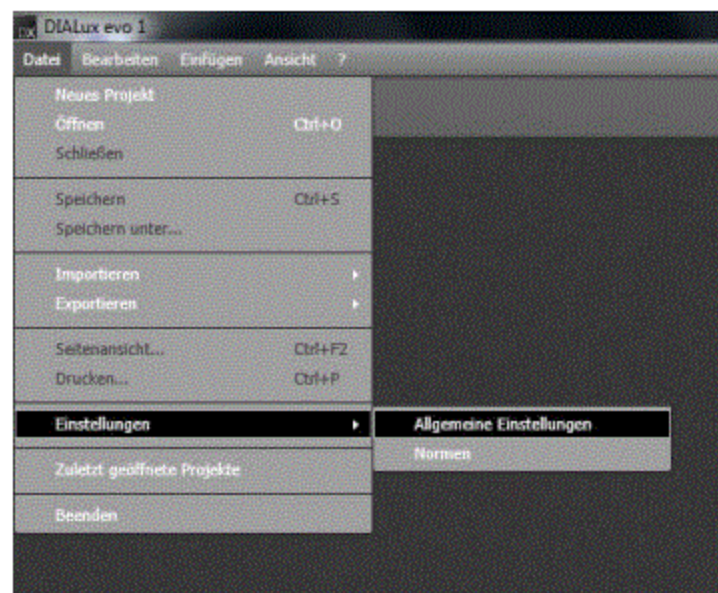 DX DIALux evo 1
Datei Bearbeiten Einfügen Ansicht ?
Neues Projekt
Öffnen Ctrl+O
Schließen
Speichern Ctrl+S
Speichern unter...
Importieren
Exportieren
Seitenansicht... Ctrl+F2
Drucken... Ctrl+P
Einstellungen Allgemeine Einstellungen
Normen
Zuletzt geöffnete Projekte
Beenden